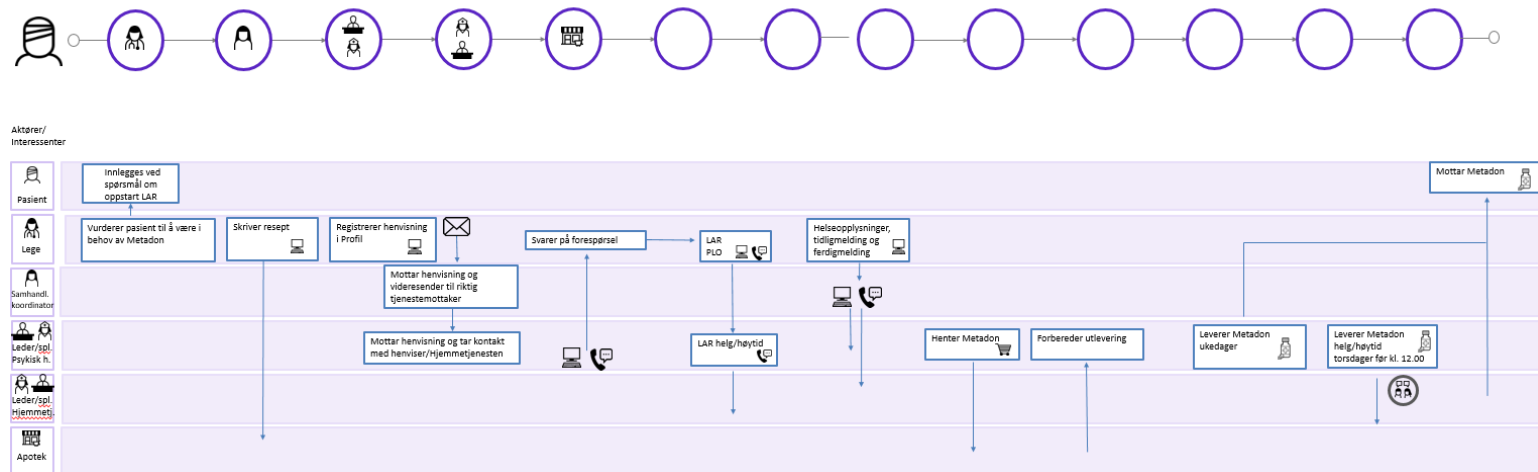 Aktører/
Interessenter
Pasient
Innlegges ved
spørsmål om
oppstart LAR
Mottar Metadon
Lege
Vurderer pasient til å være i
behov av Metadon
Skriver resept
Registrerer henvisning
i Profil
Svarer på forespørsel
LAR
PLO
Helseopplysninger,
tidligmelding og
ferdigmelding
Samhandl.
koordinator
Mottar henvisning og
videresender til riktig
tjenestemottaker
Leder/spl.
Psykisk h.
Mottar henvisning og tar kontakt
med henviser/Hjemmetjenesten
LAR helg/høytid
Henter Metadon
Forbereder utlevering
Leverer Metadon
ukedager
Leverer Metadon
helg/høytid
torsdager før kl. 12.00
Leder/spl.
Hjemmetj.
Apotek